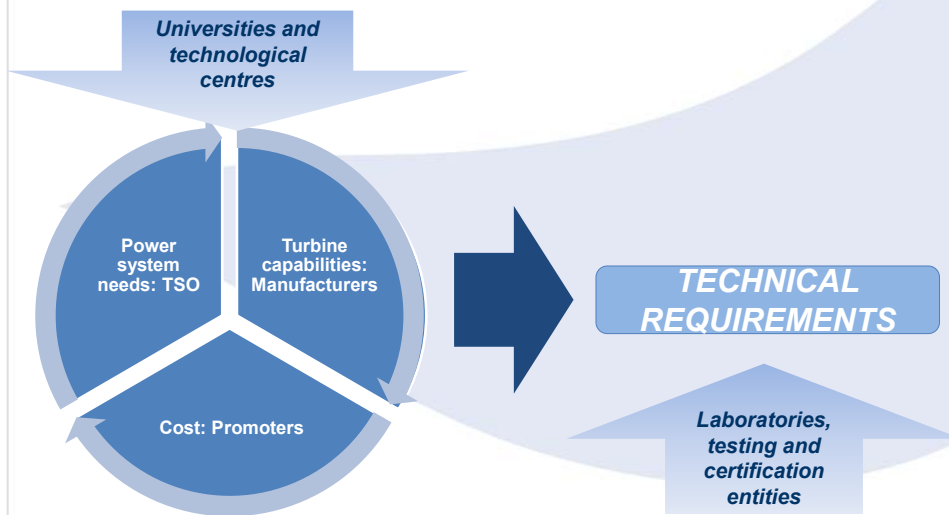 Universities and
technological
centres
Power
system
needs: TSO
Turbine
capabilities:
Manufacturers
Cost: Promoters
TECHNICAL
REQUIREMENTS
Laboratories,
testing and
certification
entities